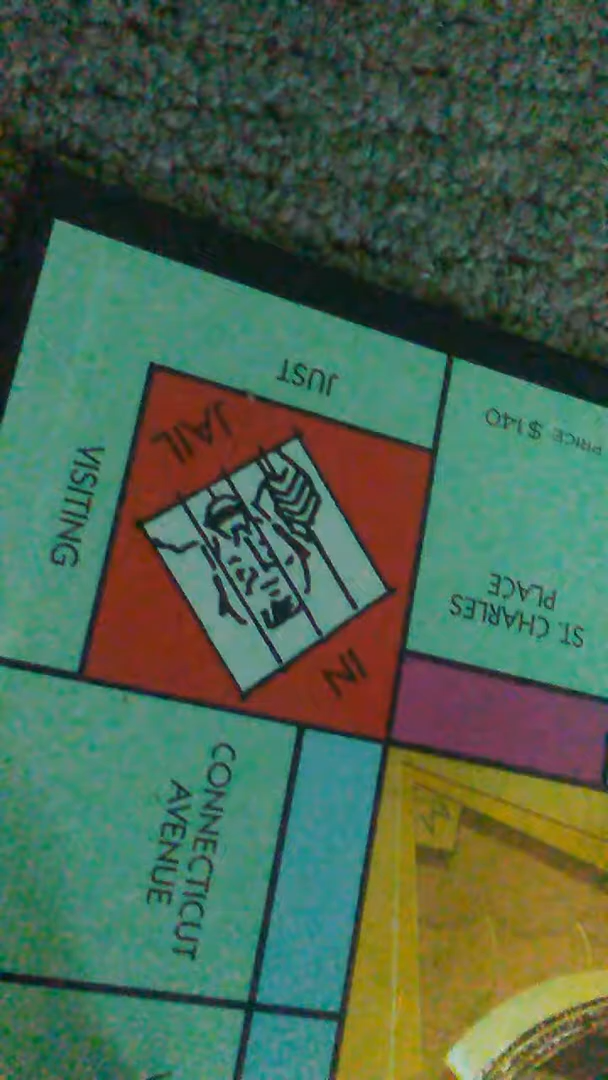 JUST
VISITING
IN
JAIL
PRICE $140
ST. CHARLES
PLACE
CONNECTICUT
AVENUE